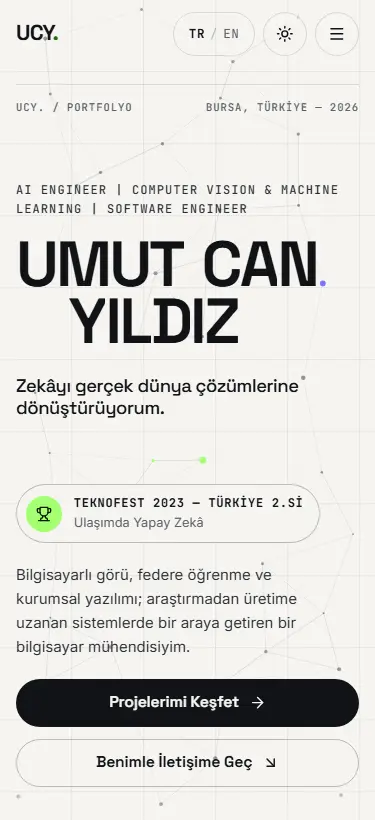 UCY.
TR / EN
UCY. / PORTFOLYO
BURSA, TÜRKİYE — 2026
AI ENGINEER | COMPUTER VISION & MACHINE
LEARNING | SOFTWARE ENGINEER
UMUT CAN.
YILDIZ
Zekâyı gerçek dünya çözümlerine
dönüştürüyorum.
TEKNOFEST 2023 — TÜRKİYE 2.Sİ
Ulaşımda Yapay Zekâ
Bilgisayarlı görü, federe öğrenme ve
kurumsal yazılımı; araştırmadan üretime
uzanan sistemlerde bir araya getiren bir
bilgisayar mühendisiyim.
Projelerimi Keşfet →
Benimle İletişime Geç ↘